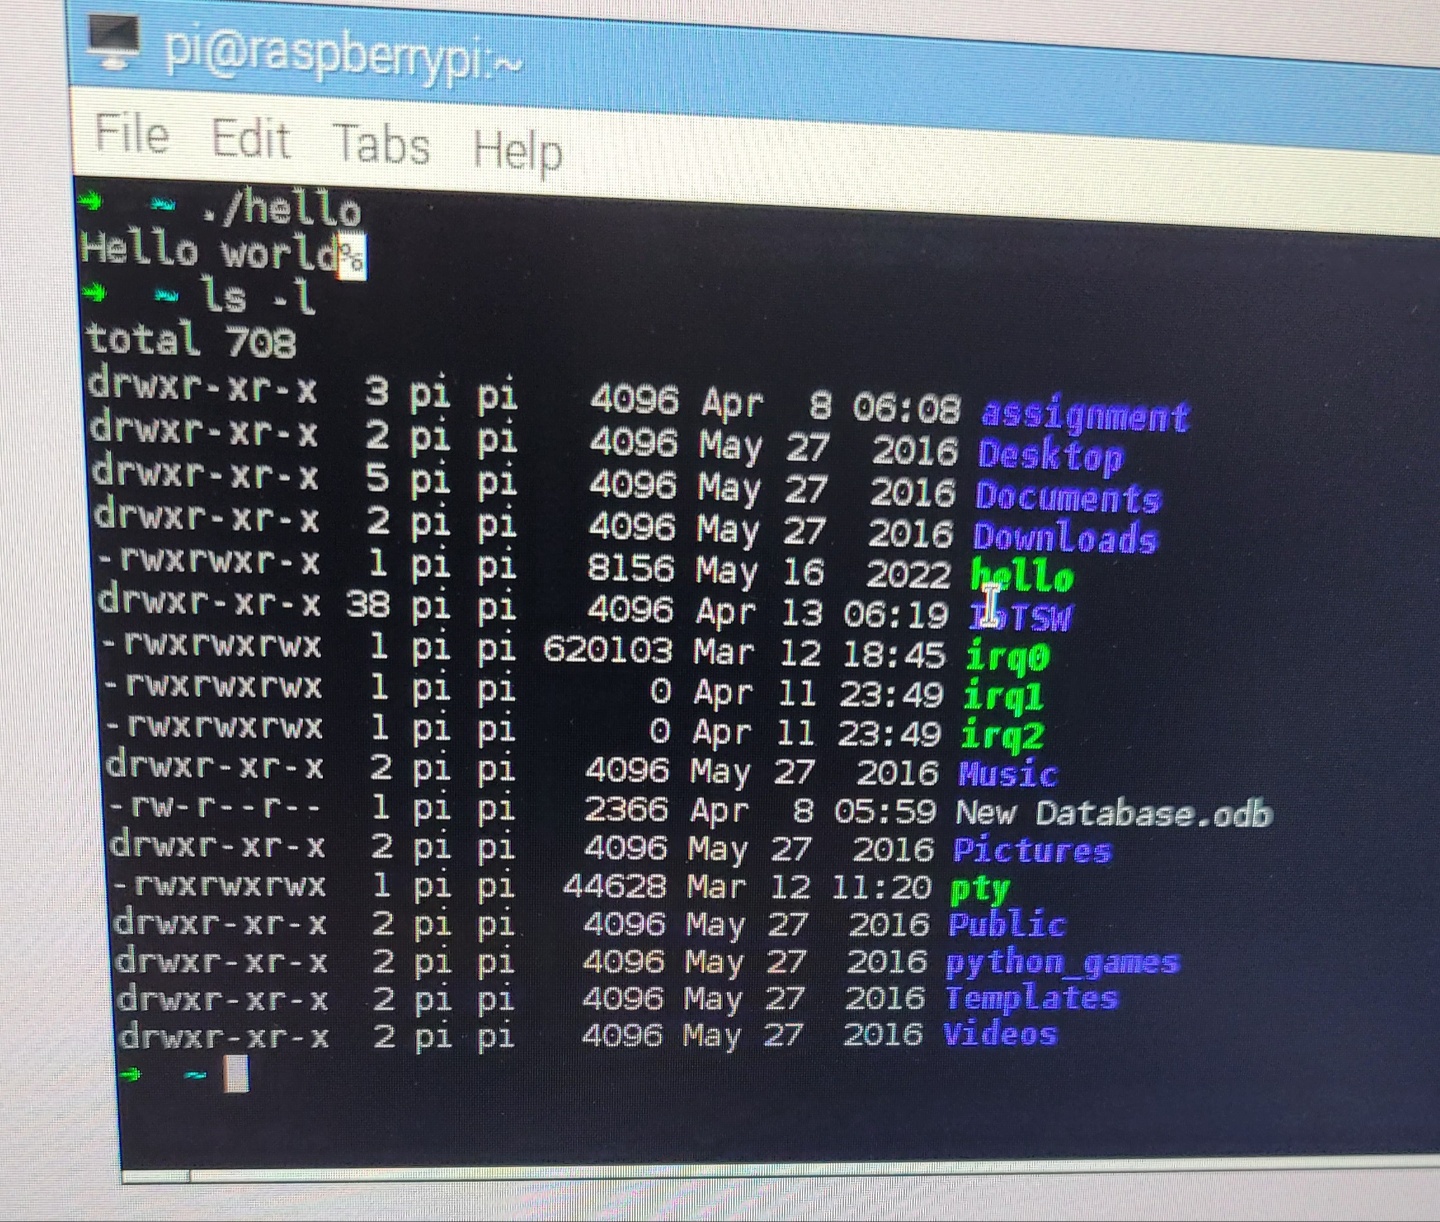 pi@raspberrypi:~
File Edit Tabs Help
➜ ~ ./hello
Hello world%
➜ ~ ls -l
total 708
drwxr-xr-x 3 pi pi 4096 Apr 8 06:08 assignment
drwxr-xr-x 2 pi pi 4096 May 27 2016 Desktop
drwxr-xr-x 5 pi pi 4096 May 27 2016 Documents
drwxr-xr-x 2 pi pi 4096 May 27 2016 Downloads
-rwxrwxr-x 1 pi pi 8156 May 16 2022 hello
drwxr-xr-x 38 pi pi 4096 Apr 13 06:19 IoTSW
-rwxrwxrwx 1 pi pi 620103 Mar 12 18:45 irq0
-rwxrwxrwx 1 pi pi 0 Apr 11 23:49 irq1
-rwxrwxrwx 1 pi pi 0 Apr 11 23:49 irq2
drwxr-xr-x 2 pi pi 4096 May 27 2016 Music
-rw-r--r-- 1 pi pi 2366 Apr 8 05:59 New Database.odb
drwxr-xr-x 2 pi pi 4096 May 27 2016 Pictures
-rwxrwxrwx 1 pi pi 44628 Mar 12 11:20 pty
drwxr-xr-x 2 pi pi 4096 May 27 2016 Public
drwxr-xr-x 2 pi pi 4096 May 27 2016 python_games
drwxr-xr-x 2 pi pi 4096 May 27 2016 Templates
drwxr-xr-x 2 pi pi 4096 May 27 2016 Videos
➜ ~